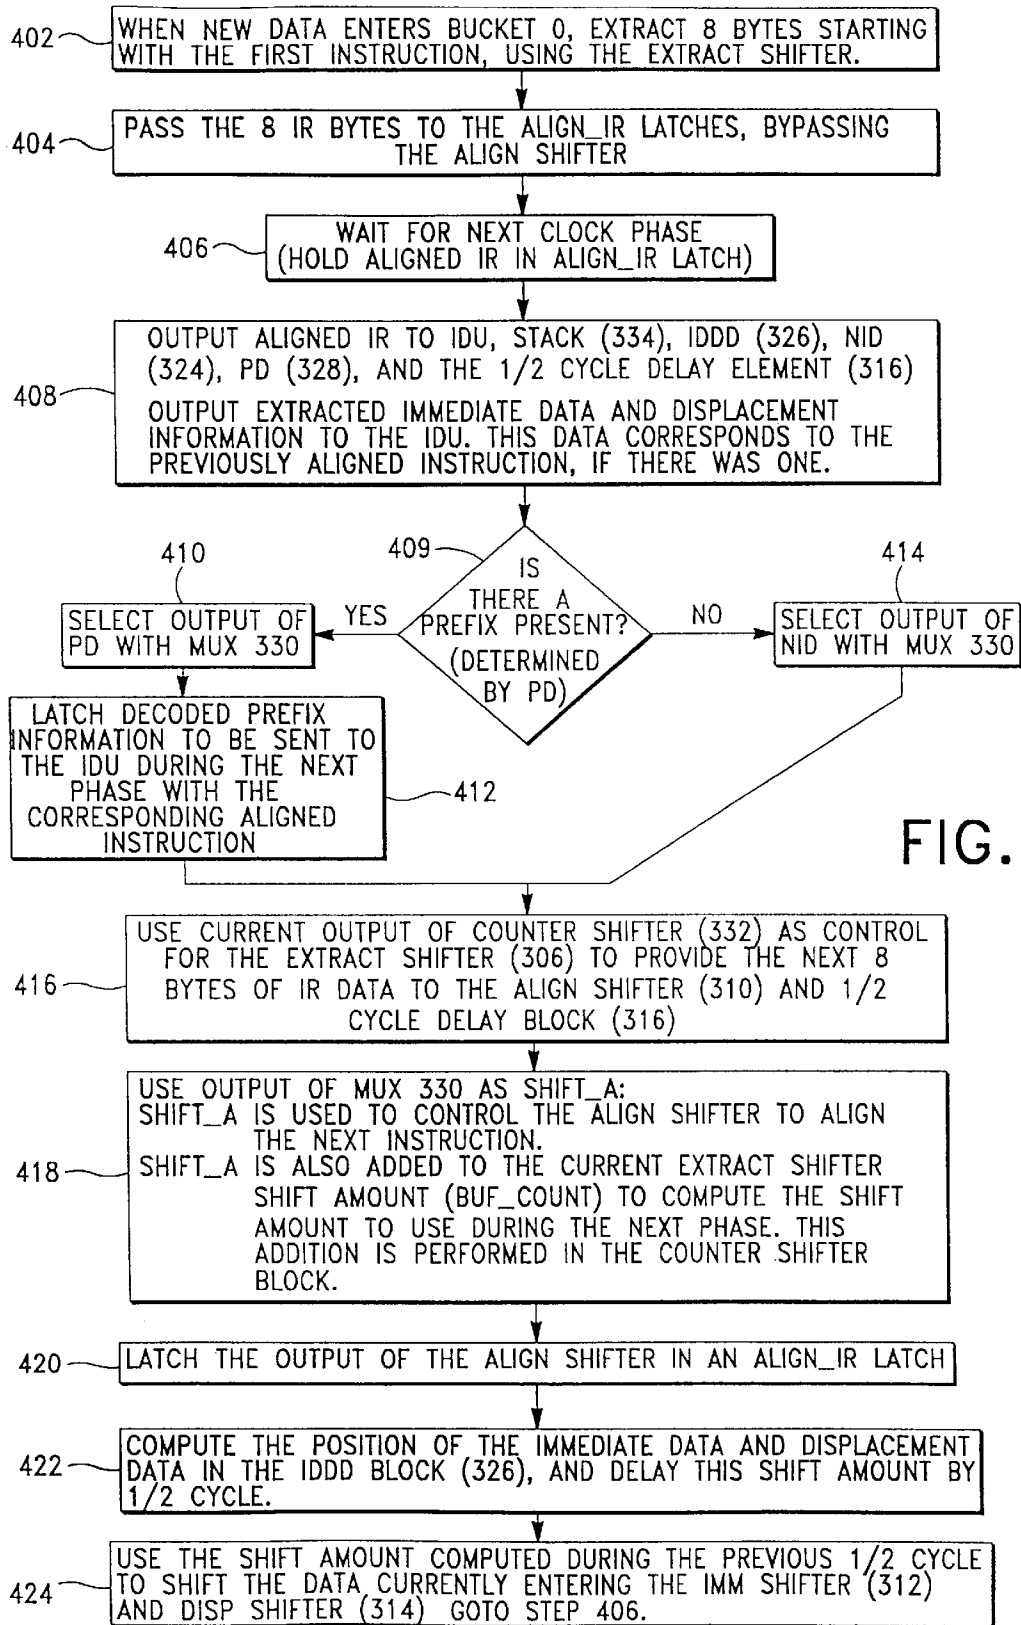 402
WHEN NEW DATA ENTERS BUCKET 0, EXTRACT 8 BYTES STARTING
WITH THE FIRST INSTRUCTION, USING THE EXTRACT SHIFTER.
404
PASS THE 8 IR BYTES TO THE ALIGN_IR LATCHES, BYPASSING
THE ALIGN SHIFTER
406
WAIT FOR NEXT CLOCK PHASE
(HOLD ALIGNED IR IN ALIGN_IR LATCH)
408
OUTPUT ALIGNED IR TO IDU, STACK (334), IDDD (326), NID
(324), PD (328), AND THE 1/2 CYCLE DELAY ELEMENT (316)
OUTPUT EXTRACTED IMMEDIATE DATA AND DISPLACEMENT
INFORMATION TO THE IDU. THIS DATA CORRESPONDS TO THE
PREVIOUSLY ALIGNED INSTRUCTION, IF THERE WAS ONE.
409
IS
THERE A
PREFIX PRESENT?
(DETERMINED
BY PD)
YES
NO
410
SELECT OUTPUT OF
PD WITH MUX 330
414
SELECT OUTPUT OF
NID WITH MUX 330
LATCH DECODED PREFIX
INFORMATION TO BE SENT TO
THE IDU DURING THE NEXT
PHASE WITH THE
CORRESPONDING ALIGNED
INSTRUCTION
412
FIG.
416
USE CURRENT OUTPUT OF COUNTER SHIFTER (332) AS CONTROL
FOR THE EXTRACT SHIFTER (306) TO PROVIDE THE NEXT 8
BYTES OF IR DATA TO THE ALIGN SHIFTER (310) AND 1/2
CYCLE DELAY BLOCK (316)
418
USE OUTPUT OF MUX 330 AS SHIFT_A:
SHIFT_A IS USED TO CONTROL THE ALIGN SHIFTER TO ALIGN
THE NEXT INSTRUCTION.
SHIFT_A IS ALSO ADDED TO THE CURRENT EXTRACT SHIFTER
SHIFT AMOUNT (BUF_COUNT) TO COMPUTE THE SHIFT
AMOUNT TO USE DURING THE NEXT PHASE. THIS
ADDITION IS PERFORMED IN THE COUNTER SHIFTER
BLOCK.
420
LATCH THE OUTPUT OF THE ALIGN SHIFTER IN AN ALIGN_IR LATCH
422
COMPUTE THE POSITION OF THE IMMEDIATE DATA AND DISPLACEMENT
DATA IN THE IDDD BLOCK (326), AND DELAY THIS SHIFT AMOUNT BY
1/2 CYCLE.
424
USE THE SHIFT AMOUNT COMPUTED DURING THE PREVIOUS 1/2 CYCLE
TO SHIFT THE DATA CURRENTLY ENTERING THE IMM SHIFTER (312)
AND DISP SHIFTER (314) GOTO STEP 406.